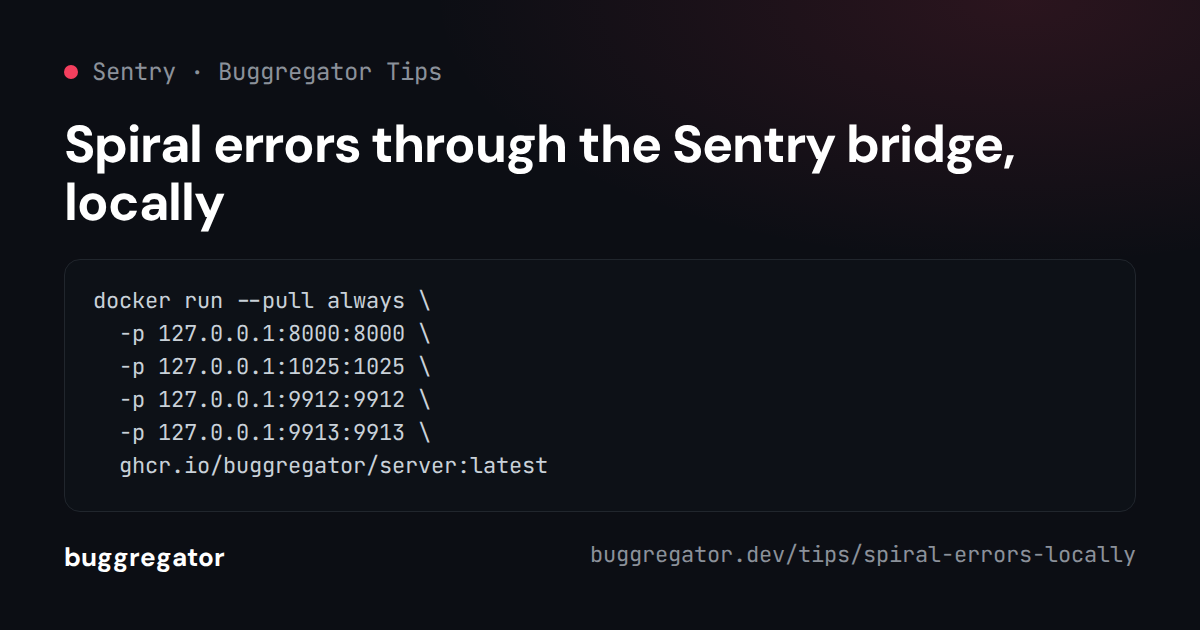 Sentry · Buggregator Tips
Spiral errors through the Sentry bridge,
locally
docker run --pull always \
  -p 127.0.0.1:8000:8000 \
  -p 127.0.0.1:1025:1025 \
  -p 127.0.0.1:9912:9912 \
  -p 127.0.0.1:9913:9913 \
  ghcr.io/buggregator/server:latest
buggregator
buggregator.dev/tips/spiral-errors-locally